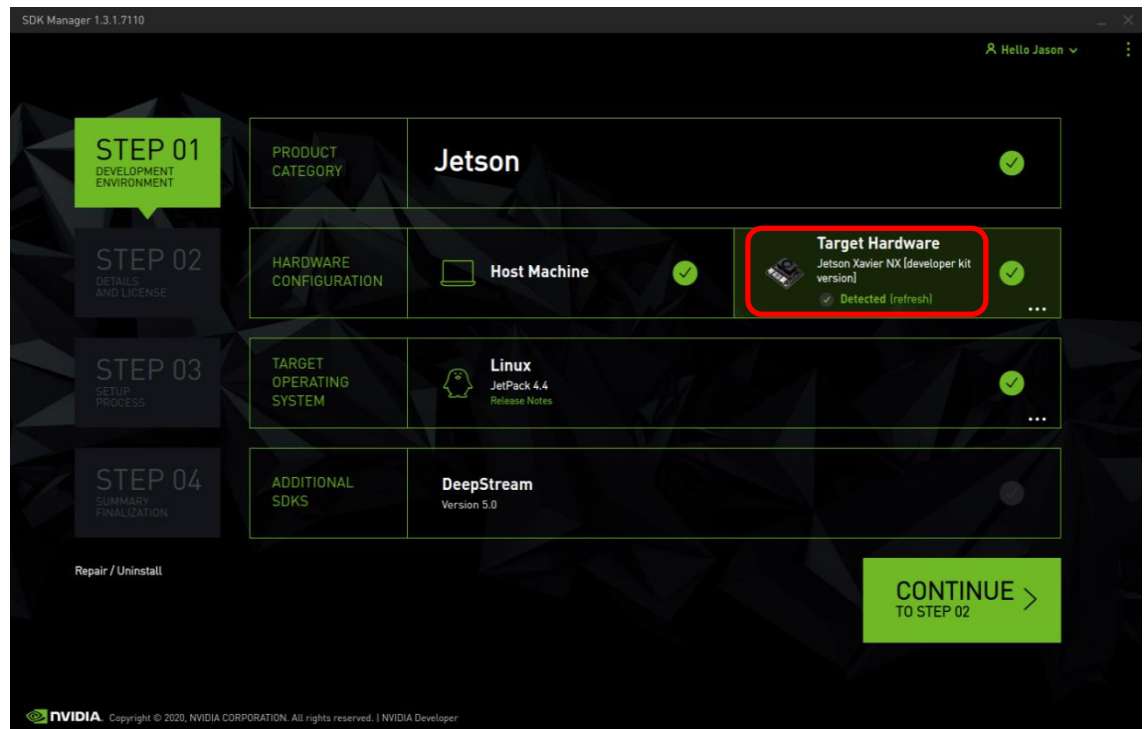 SDK Manager 1.3.1.7110
Hello Jason
STEP 01
DEVELOPMENT
ENVIRONMENT
PRODUCT
CATEGORY
Jetson
STEP 02
DETAILS
AND LICENSE
HARDWARE
CONFIGURATION
Host Machine
Target Hardware
Jetson Xavier NX [developer kit
version]
Detected [refresh]
...
STEP 03
SETUP
PROCESS
TARGET
OPERATING
SYSTEM
Linux
JetPack 4.4
Release Notes
...
STEP 04
SUMMARY
FINALIZATION
ADDITIONAL
SDKS
DeepStream
Version 5.0
Repair / Uninstall
CONTINUE >
TO STEP 02
NVIDIA. Copyright © 2020, NVIDIA CORPORATION. All rights reserved. | NVIDIA Developer